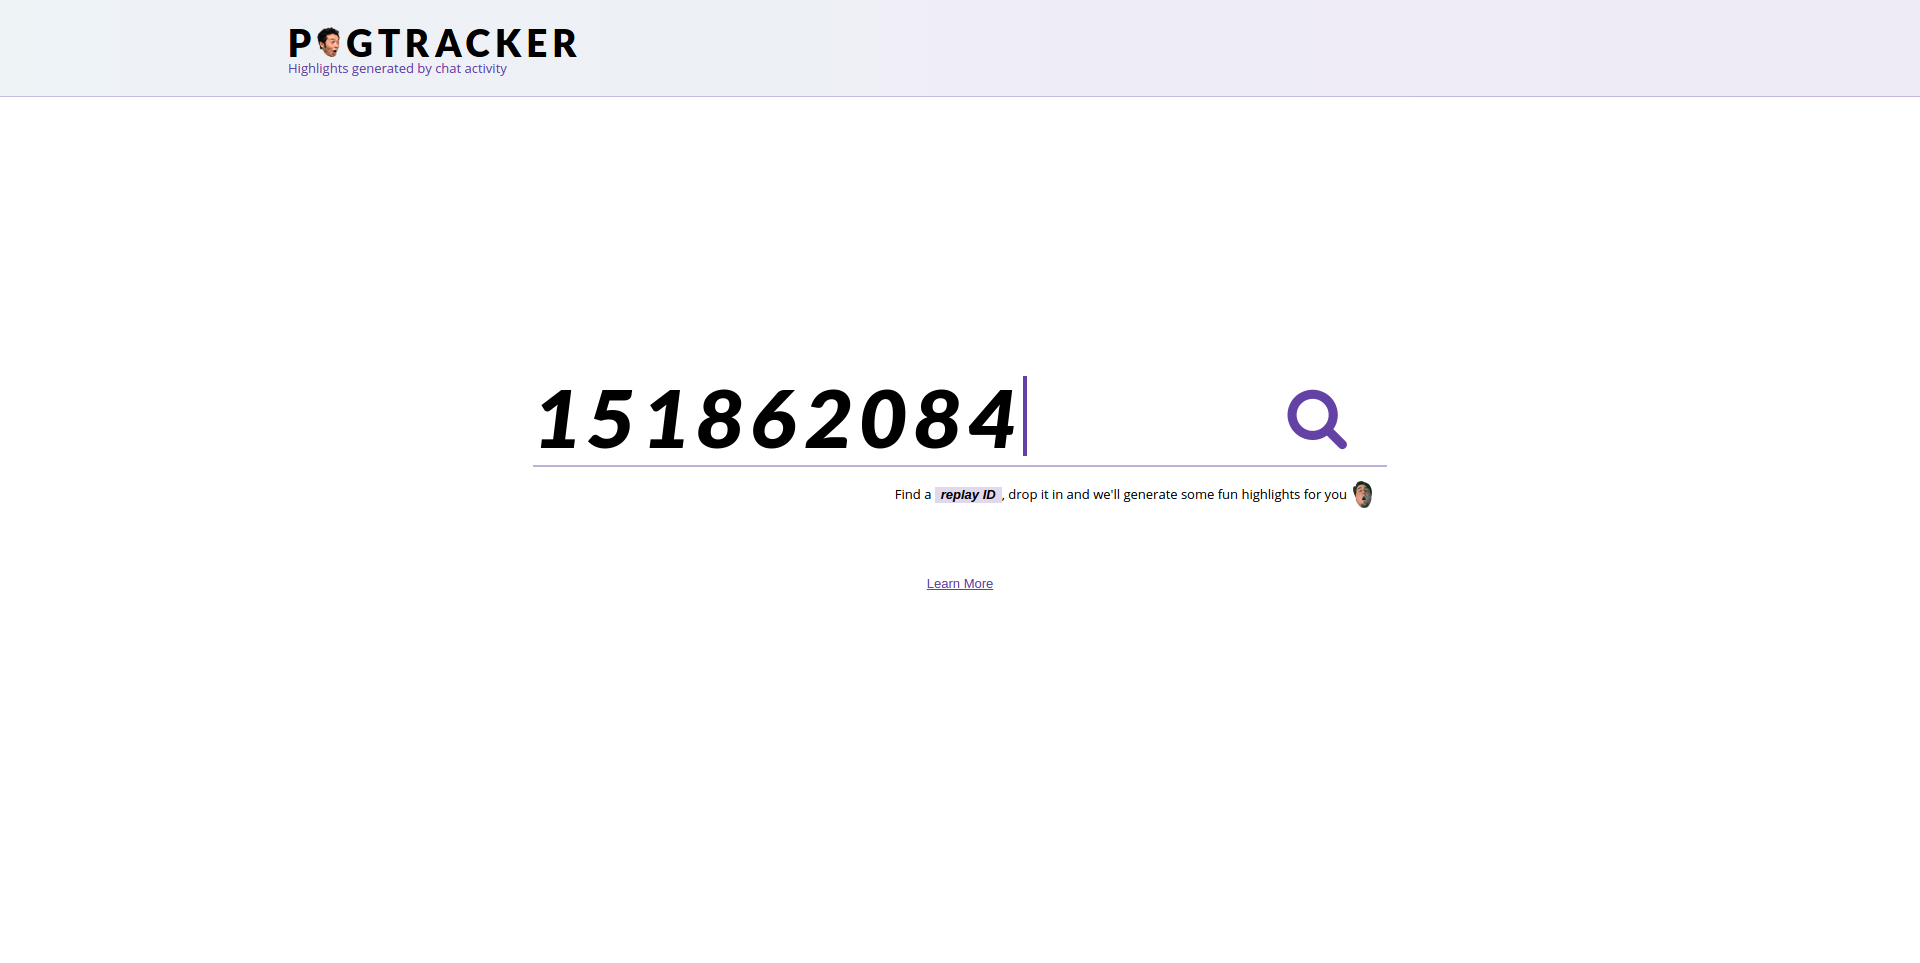 P GTRACKER
Highlights generated by chat activity
151862084
Find a replay ID, drop it in and we'll generate some fun highlights for you
Learn More